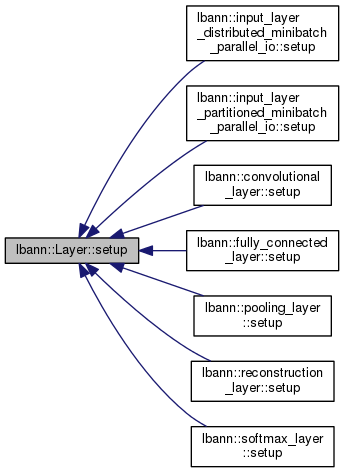 lbann::input_layer
_distributed_minibatch
_parallel_io::setup
lbann::input_layer
_partitioned_minibatch
_parallel_io::setup
lbann::convolutional
_layer::setup
lbann::Layer::setup
lbann::fully_connected
_layer::setup
lbann::pooling_layer
::setup
lbann::reconstruction
_layer::setup
lbann::softmax_layer
::setup